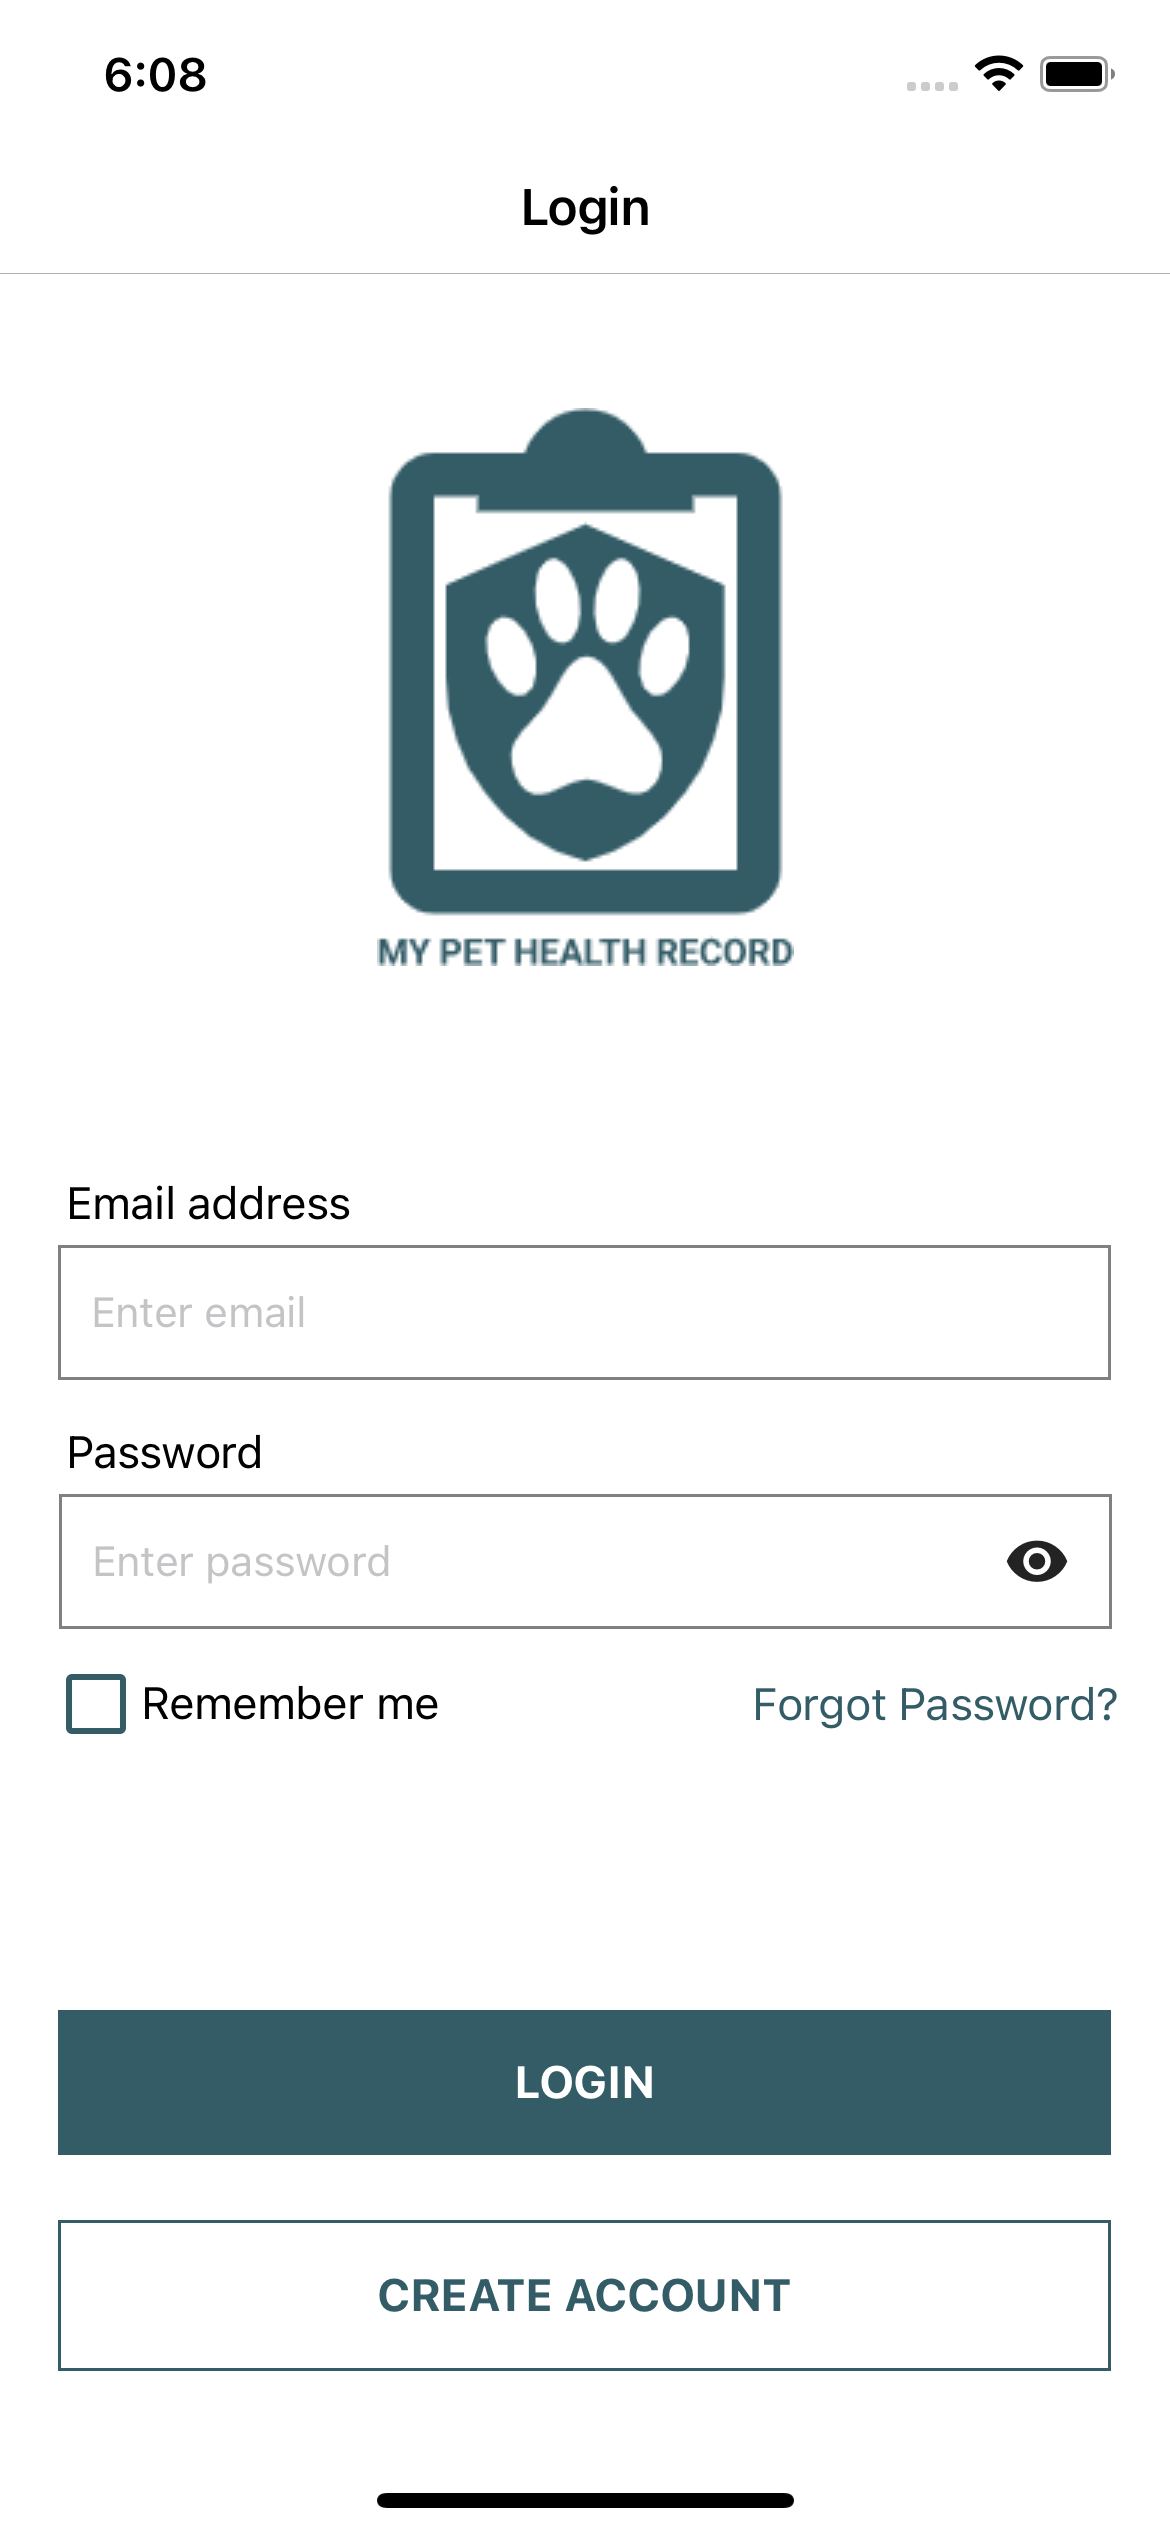 6:08
Login
MY PET HEALTH RECORD
Email address
Enter email
Password
Enter password
Remember me
Forgot Password?
LOGIN
CREATE ACCOUNT